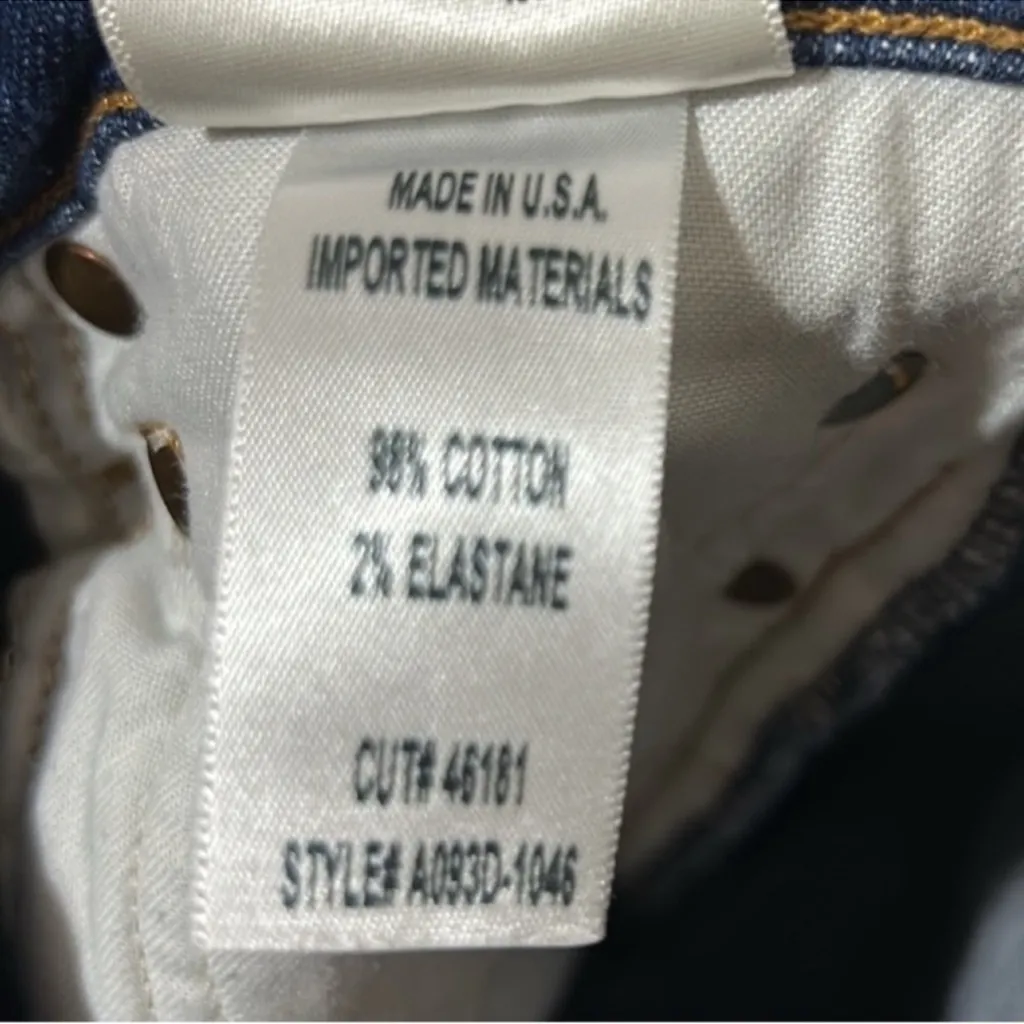 MADE IN U.S.A.
IMPORTED MATERIALS
98% COTTON
2% ELASTANE
CUT# 46181
STYLE# A093D-1046